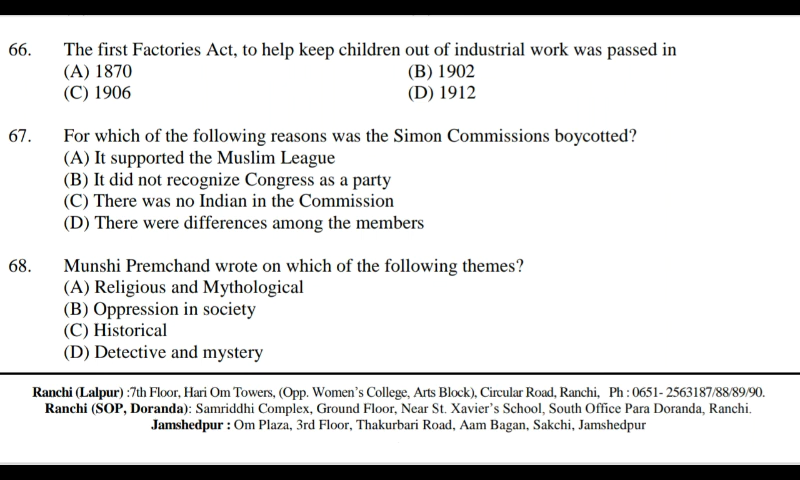 66. The first Factories Act, to help keep children out of industrial work was passed in
(A) 1870 (B) 1902
(C) 1906 (D) 1912
67. For which of the following reasons was the Simon Commissions boycotted?
(A) It supported the Muslim League
(B) It did not recognize Congress as a party
(C) There was no Indian in the Commission
(D) There were differences among the members
68. Munshi Premchand wrote on which of the following themes?
(A) Religious and Mythological
(B) Oppression in society
(C) Historical
(D) Detective and mystery
Ranchi (Lalpur) :7th Floor, Hari Om Towers, (Opp. Women's College, Arts Block), Circular Road, Ranchi, Ph : 0651- 2563187/88/89/90.
Ranchi (SOP, Doranda): Samriddhi Complex, Ground Floor, Near St. Xavier's School, South Office Para Doranda, Ranchi.
Jamshedpur : Om Plaza, 3rd Floor, Thakurbari Road, Aam Bagan, Sakchi, Jamshedpur